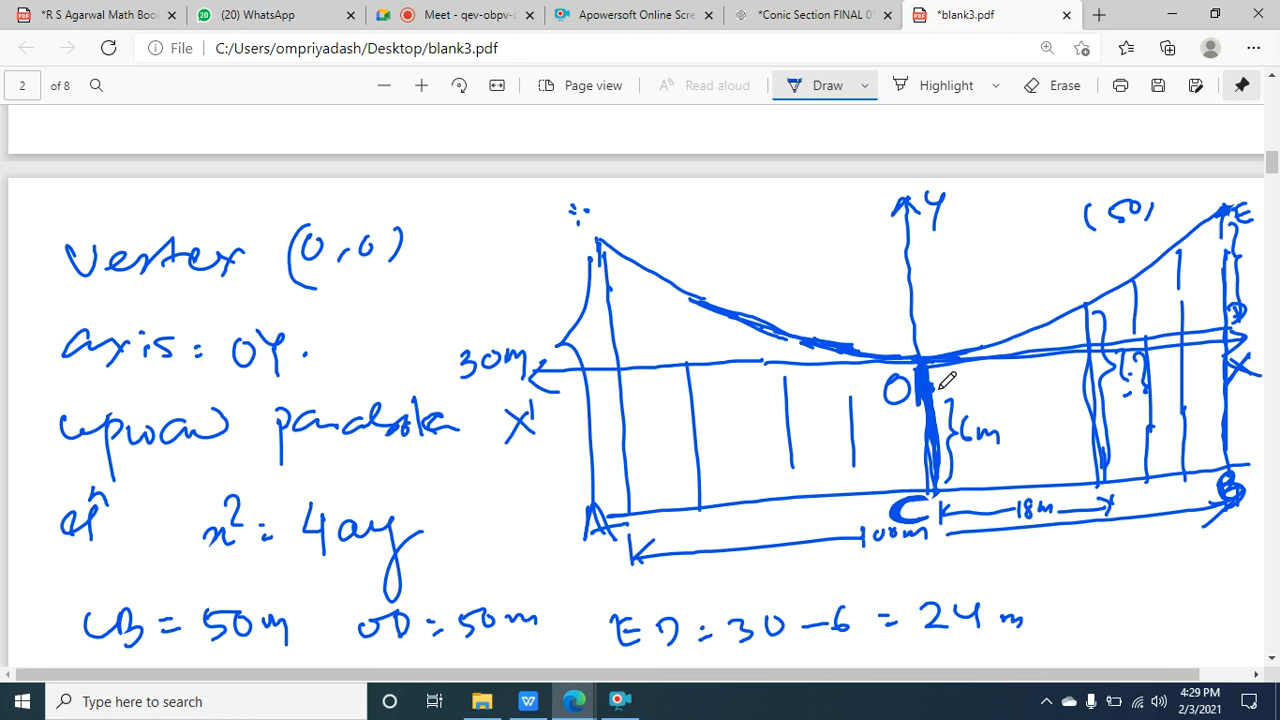 *R S Agarwal Math Boo
(20) WhatsApp
Meet - qev-obpv-c
Apowersoft Online Scre
*Conic Section FINAL 05
*blank3.pdf
File C:/Users/ompriyadash/Desktop/blank3.pdf
2 of 8
Page view
Read aloud
Draw
Highlight
Erase
Vertex (0,0)
axis = OY.
upwar parabola
x² = 4ay
CB = 50m OD = 50m ED = 30 - 6 = 24 m
Y
(50)
E
30m
D
O
X
?
X'
6m
A
C
18m
B
100m
Type here to search
4:29 PM
2/3/2021